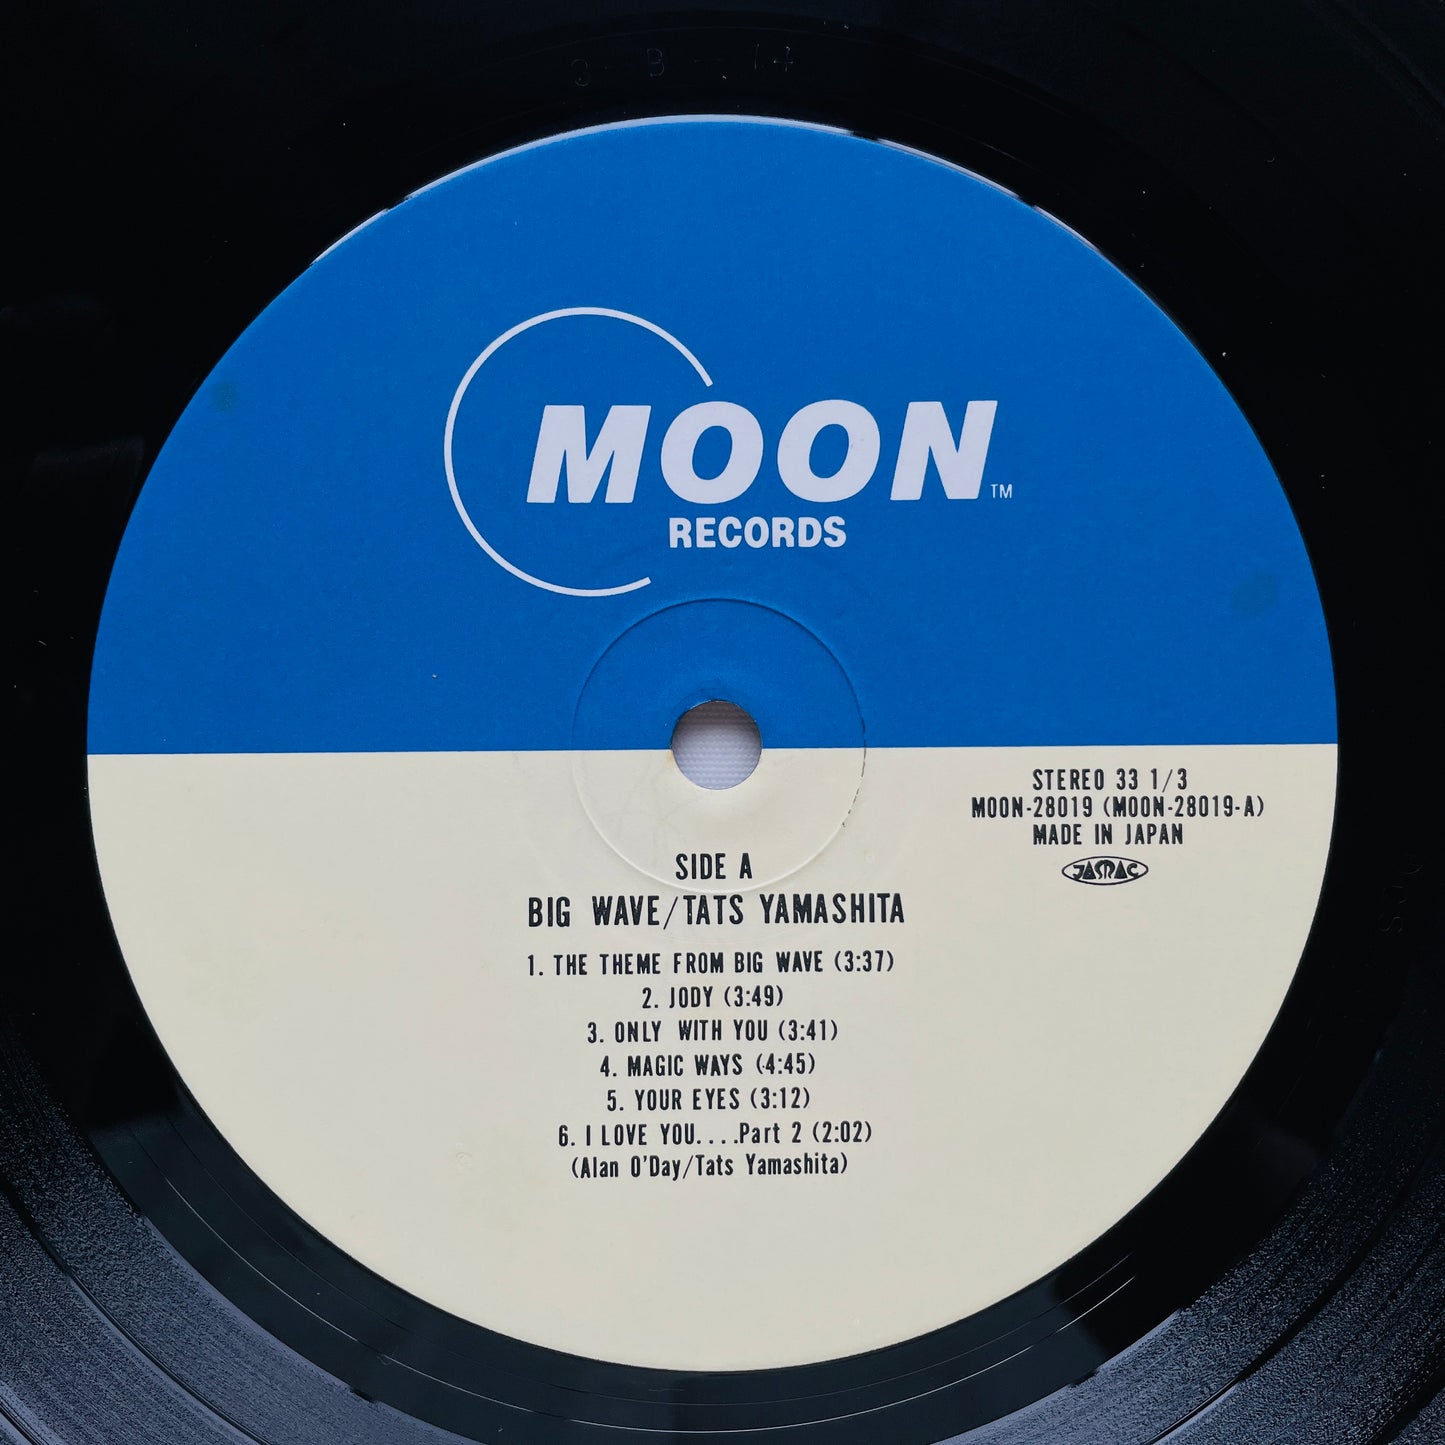 3-B-14
MOON TM
RECORDS
STEREO 33 1/3
MOON-28019 (MOON-28019-A)
MADE IN JAPAN
JASRAC
SIDE A
BIG WAVE/TATS YAMASHITA
1. THE THEME FROM BIG WAVE (3:37)
2. JODY (3:49)
3. ONLY WITH YOU (3:41)
4. MAGIC WAYS (4:45)
5. YOUR EYES (3:12)
6. I LOVE YOU....Part 2 (2:02)
(Alan O'Day/Tats Yamashita)